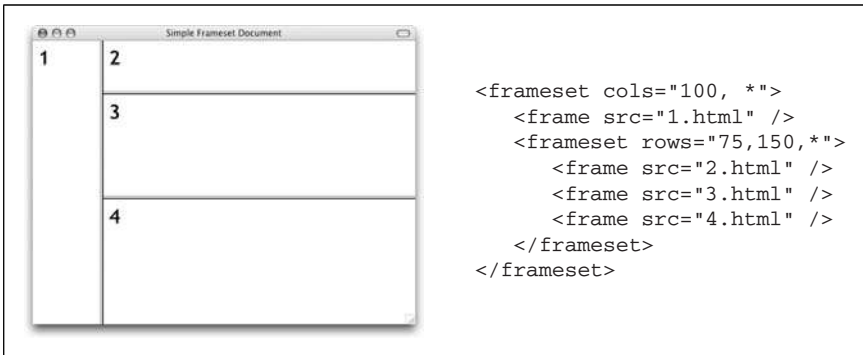 Simple Frameset Document
1
2
3
4
<frameset cols="100, *">
<frame src="1.html" />
<frameset rows="75,150,*">
<frame src="2.html" />
<frame src="3.html" />
<frame src="4.html" />
</frameset>
</frameset>